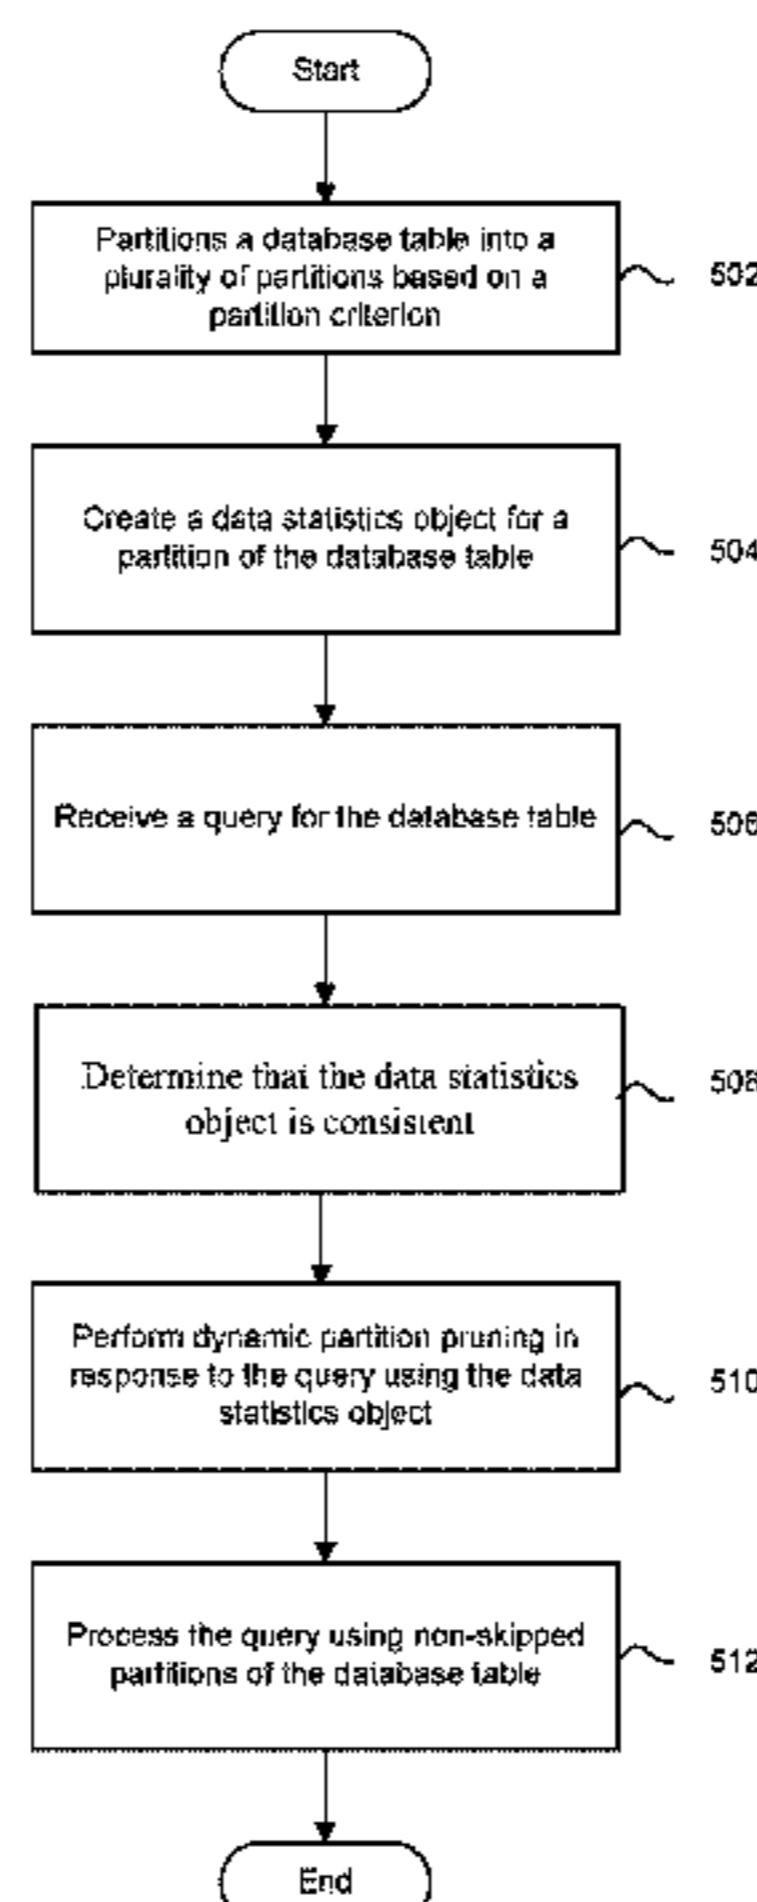 Start
Partitions a database table into a
plurality of partitions based on a
partition criterion
502
Create a data statistics object for a
partition of the database table
504
Receive a query for the database table
506
Determine that the data statistics
object is consistent
508
Perform dynamic partition pruning in
response to the query using the data
statistics object
510
Process the query using non-skipped
partitions of the database table
512
End